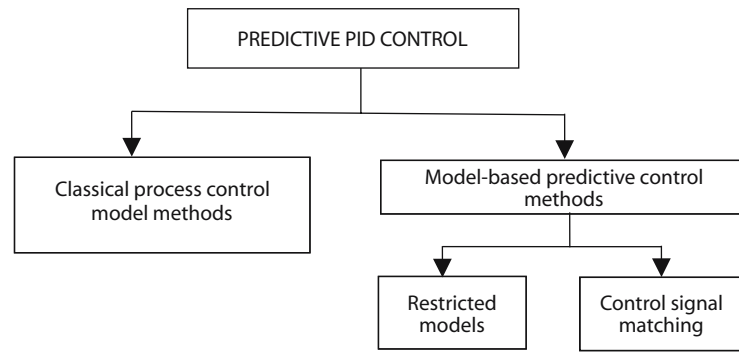 PREDICTIVE PID CONTROL
Classical process control
model methods
Model-based predictive control
methods
Restricted
models
Control signal
matching